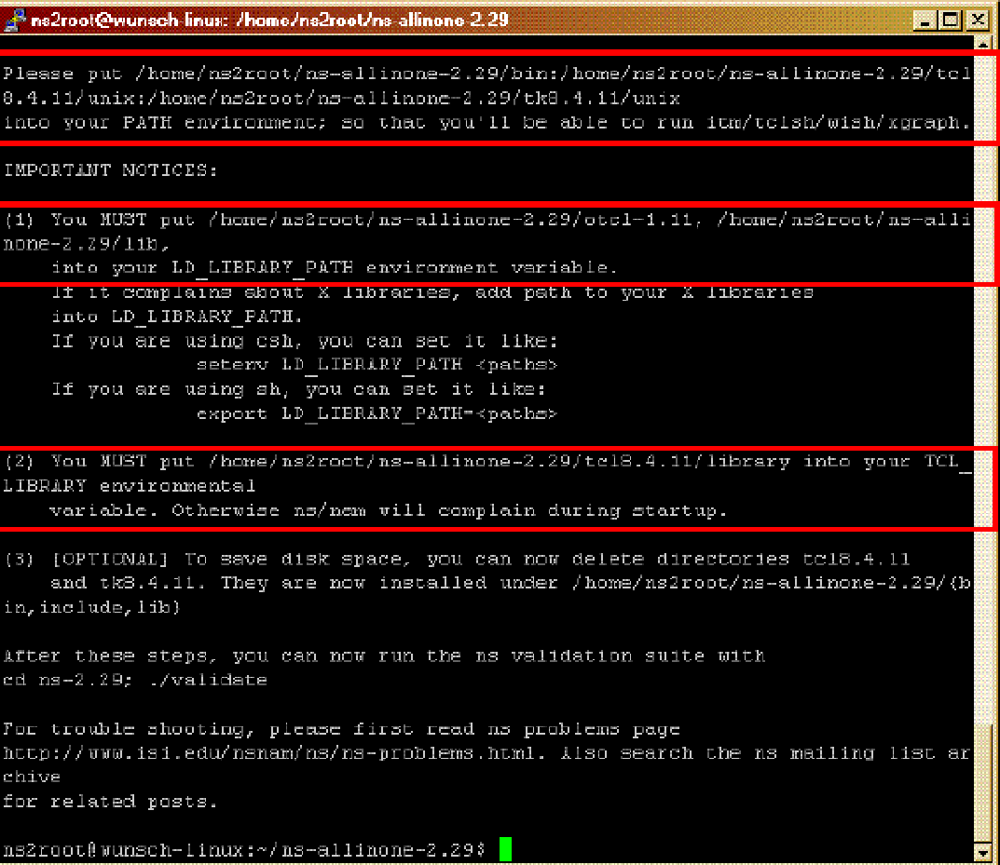 ns2root@wunsch-linux: /home/ns2root/ns-allinone-2.29
Please put /home/ns2root/ns-allinone-2.29/bin:/home/ns2root/ns-allinone-2.29/tcl
8.4.11/unix:/home/ns2root/ns-allinone-2.29/tk8.4.11/unix
into your PATH environment; so that you'll be able to run itm/tclsh/wish/xgraph.
IMPORTANT NOTICES:
(1) You MUST put /home/ns2root/ns-allinone-2.29/otcl-1.11, /home/ns2root/ns-alli
none-2.29/lib,
into your LD_LIBRARY_PATH environment variable.
If it complains about X libraries, add path to your X libraries
into LD_LIBRARY_PATH.
If you are using csh, you can set it like:
setenv LD_LIBRARY_PATH <paths>
If you are using sh, you can set it like:
export LD_LIBRARY_PATH=<paths>
(2) You MUST put /home/ns2root/ns-allinone-2.29/tcl8.4.11/library into your TCL_
LIBRARY environmental
variable. Otherwise ns/nam will complain during startup.
(3) [OPTIONAL] To save disk space, you can now delete directories tcl8.4.11
and tk8.4.11. They are now installed under /home/ns2root/ns-allinone-2.29/{b
in,include,lib}
After these steps, you can now run the ns validation suite with
cd ns-2.29; ./validate
For trouble shooting, please first read ns problems page
http://www.isi.edu/nsnam/ns/ns-problems.html. Also search the ns mailing list ar
chive
for related posts.
ns2root@wunsch-linux:~/ns-allinone-2.29$